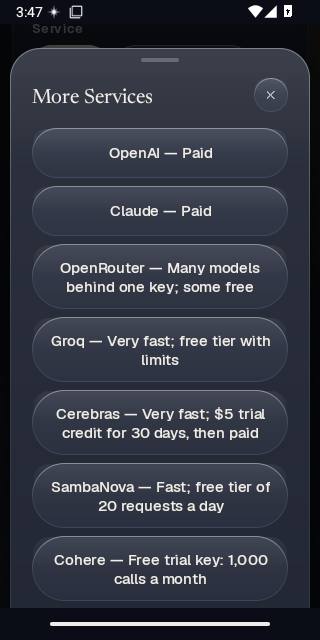 3:47
Service
More Services
OpenAI — Paid
Claude — Paid
OpenRouter — Many models
behind one key; some free
Groq — Very fast; free tier with
limits
Cerebras — Very fast; $5 trial
credit for 30 days, then paid
SambaNova — Fast; free tier of
20 requests a day
Cohere — Free trial key: 1,000
calls a month